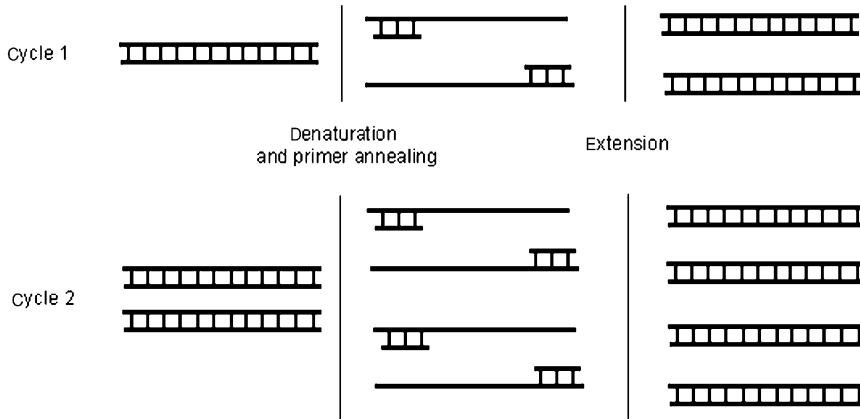 Cycle 1
Denaturation
and primer annealing
Extension
Cycle 2